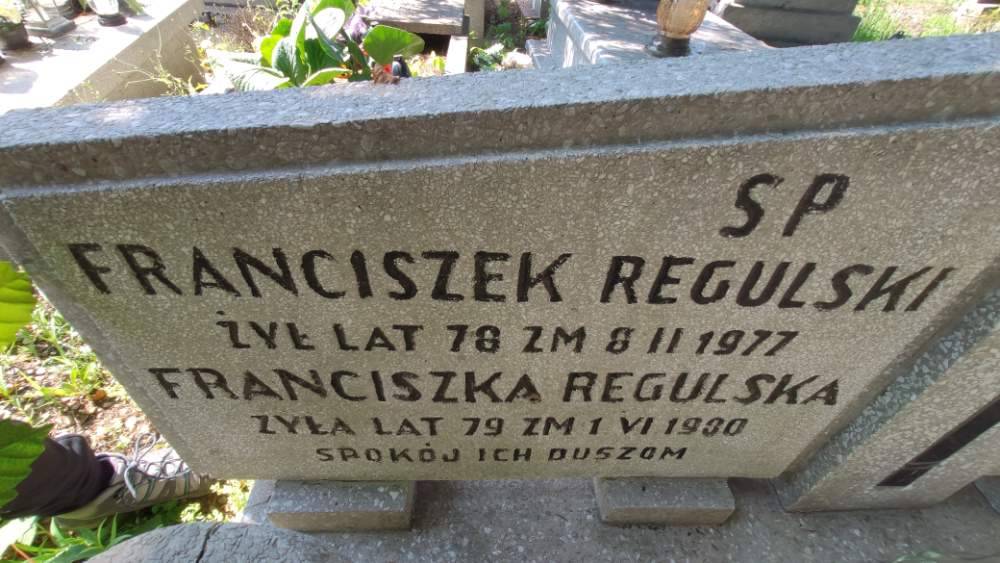 SP
FRANCISZEK REGULSKI
ŻYŁ LAT 78 ZM 8 II 1977
FRANCISZKA REGULSKA
ŻYŁA LAT 79 ZM 1 VI 1980
SPOKÓJ ICH DUSZOM